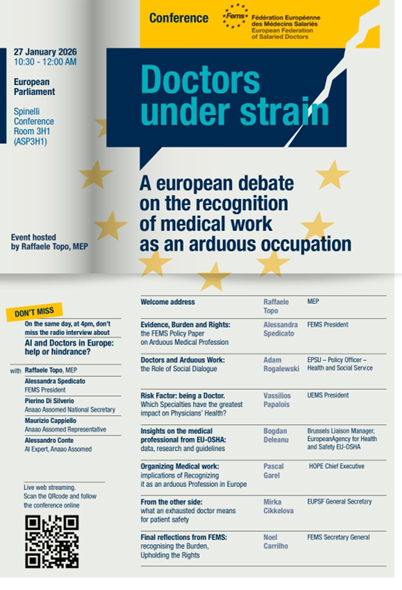 Conference
Fems
Fédération Européenne
des Médecins Salariés
European Federation
of Salaried Doctors
27 January 2026
10:30 - 12:00 AM
European
Parliament
Spinelli
Conference
Room 3H1
(ASP3H1)
Event hosted
by Raffaele Topo, MEP
Doctors
under strain
A european debate
on the recognition
of medical work
as an arduous occupation
DON'T MISS
On the same day, at 4pm, don't
miss the radio interview about
AI and Doctors in Europe:
help or hindrance?
with Raffaele Topo, MEP
Alessandra Spedicato
FEMS President
Pierino Di Silverio
Anaao Assomed National Secretary
Maurizio Cappiello
Anaao Assomed Representative
Alessandro Conte
AI Expert, Anaao Assomed
Live web streaming.
Scan the QRcode and follow
the conference online
Welcome address
Raffaele
Topo
MEP
Evidence, Burden and Rights:
the FEMS Policy Paper
on Arduous Medical Profession
Alessandra
Spedicato
FEMS President
Doctors and Arduous Work:
the Role of Social Dialogue
Adam
Rogalewski
EPSU – Policy Officer –
Health and Social Service
Risk Factor: being a Doctor.
Which Specialties have the greatest
impact on Physicians' Health?
Vassilios
Papalois
UEMS President
Insights on the medical
professional from EU-OSHA:
data, research and guidelines
Bogdan
Deleanu
Brussels Liaison Manager,
EuropeanAgency for Health
and Safety EU-OSHA
Organizing Medical work:
implications of Recognizing
it as an arduous Profession in Europe
Pascal
Garel
HOPE Chief Executive
From the other side:
what an exhausted doctor means
for patient safety
Mirka
Cikkelova
EUPSF General Secretary
Final reflections from FEMS:
recognising the Burden,
Upholding the Rights
Noel
Carrilho
FEMS Secretary General